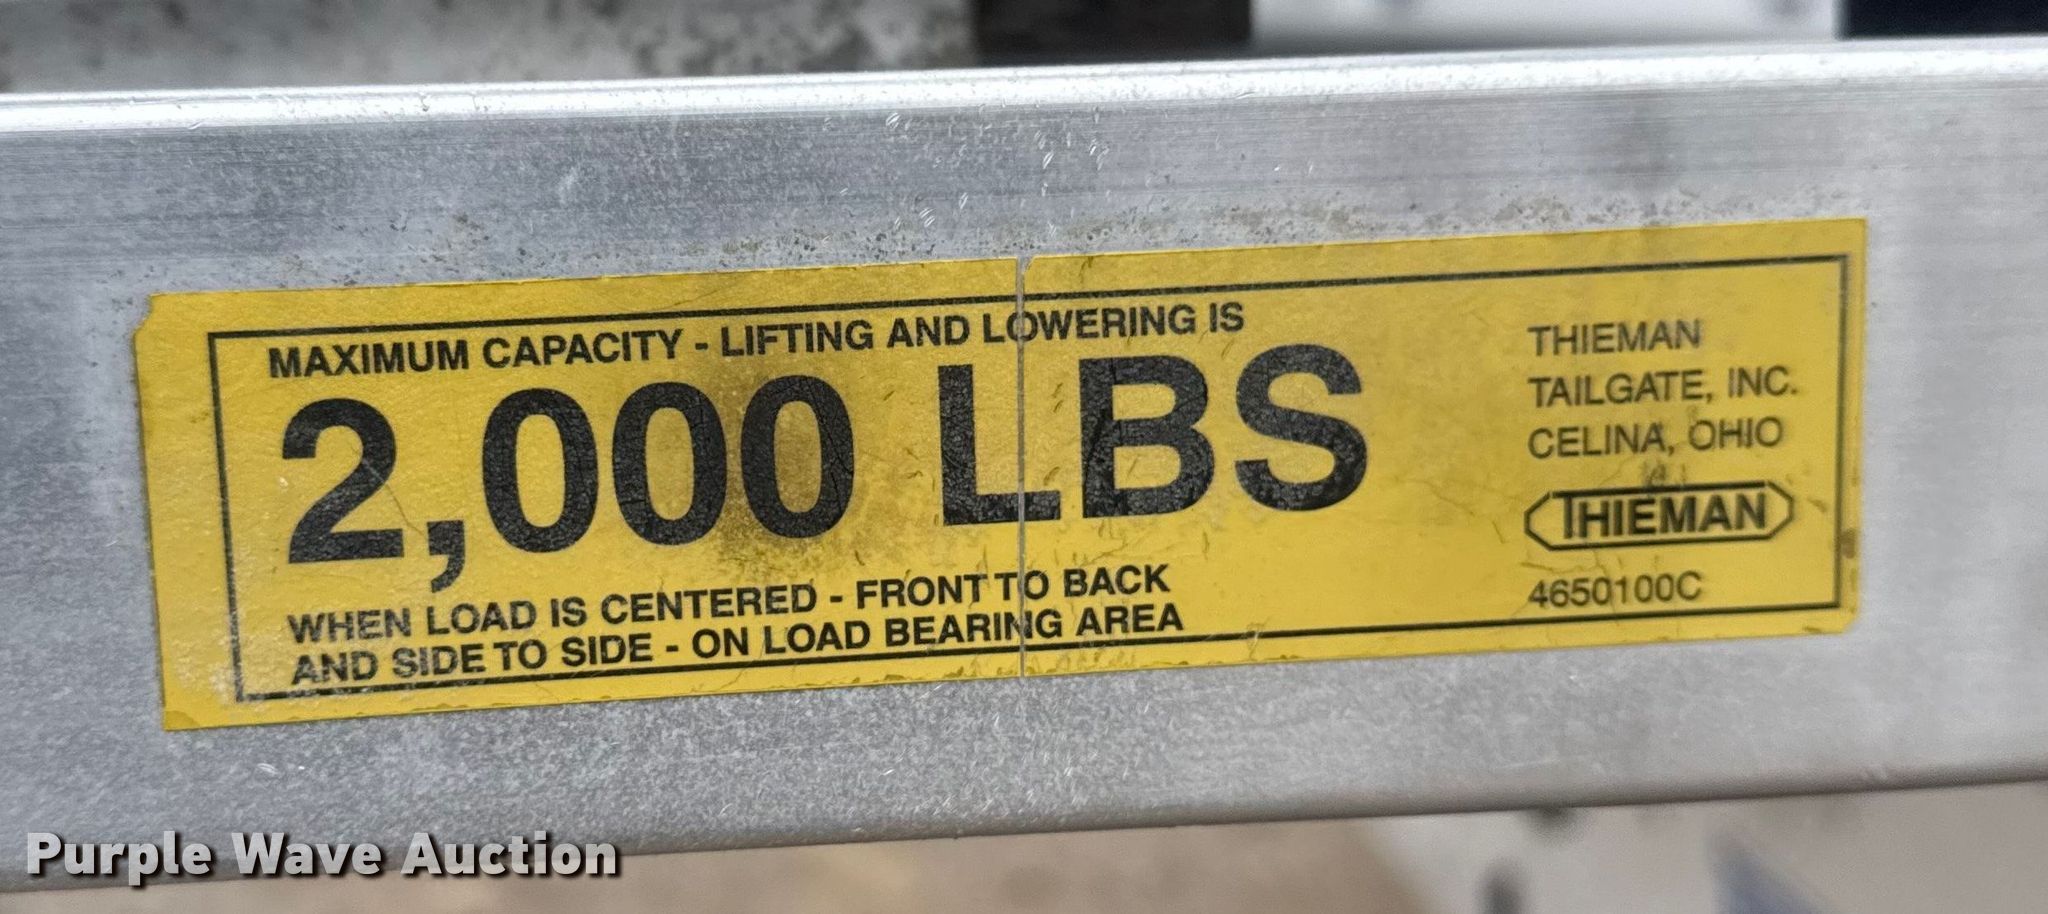 MAXIMUM CAPACITY - LIFTING AND LOWERING IS
2,000 LBS
WHEN LOAD IS CENTERED - FRONT TO BACK
AND SIDE TO SIDE - ON LOAD BEARING AREA
THIEMAN
TAILGATE, INC.
CELINA, OHIO
THIEMAN
4650100C
Purple Wave Auction